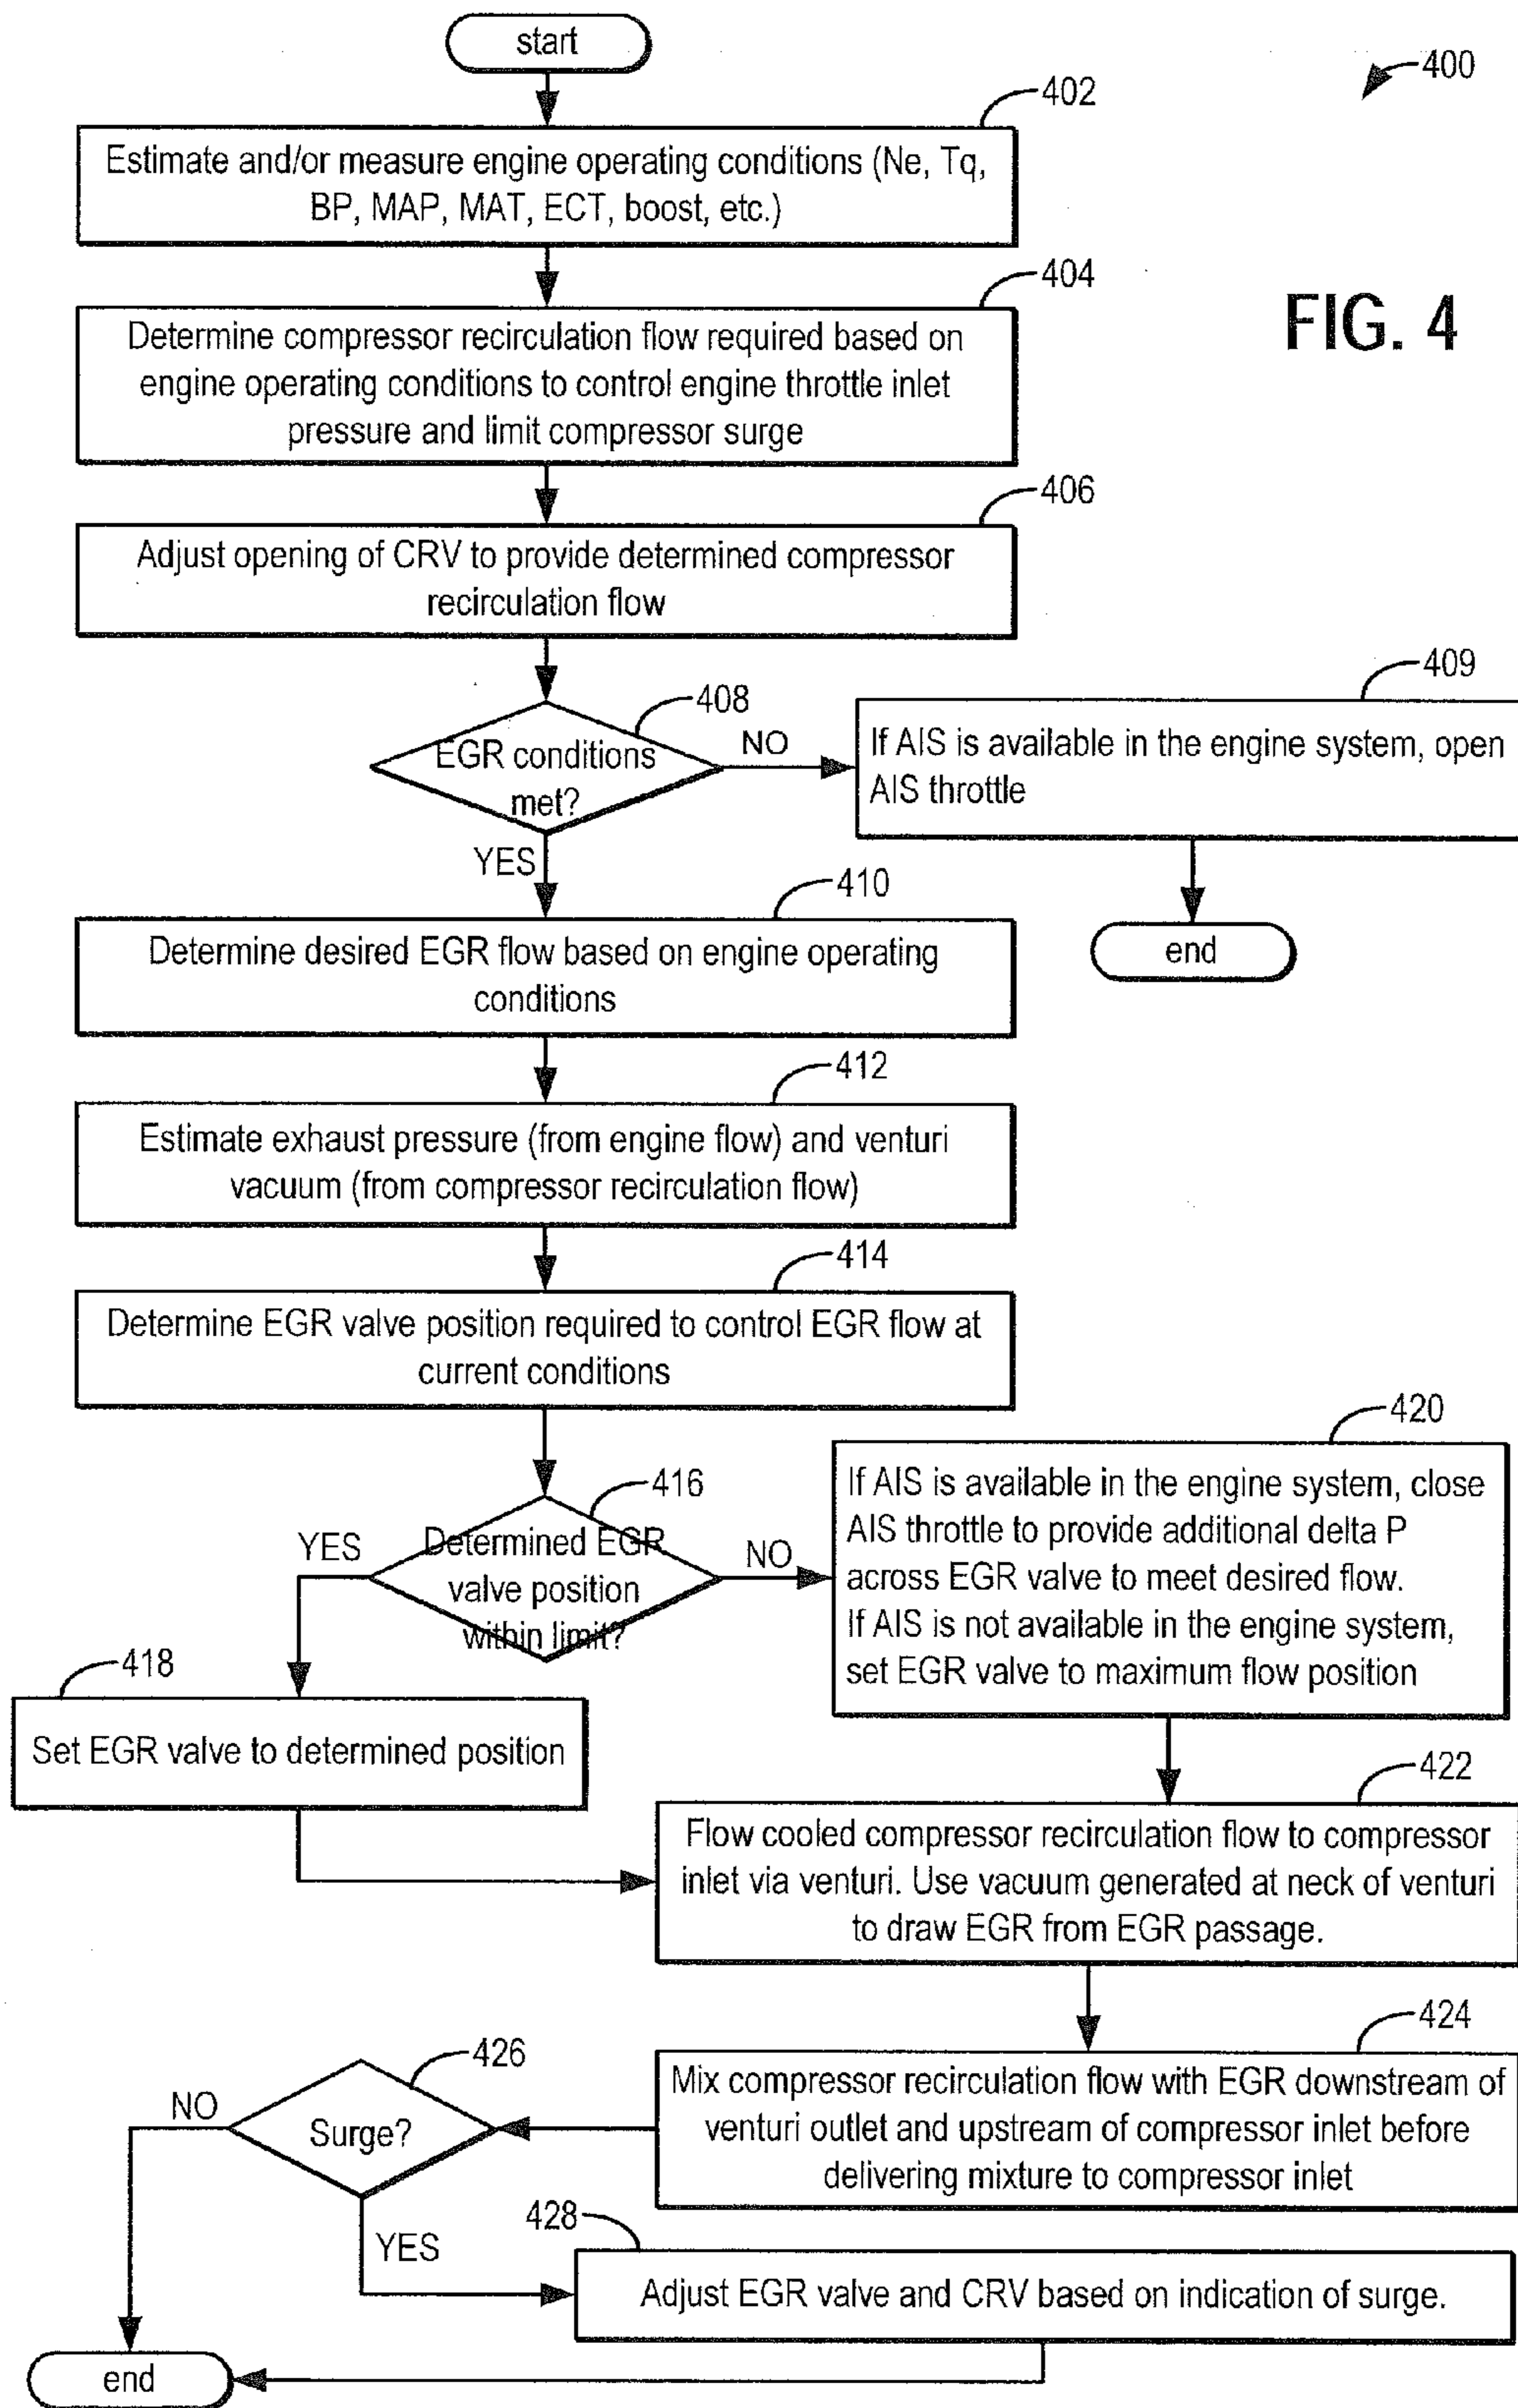 start
400
402
Estimate and/or measure engine operating conditions (Ne, Tq,
BP, MAP, MAT, ECT, boost, etc.)
404
Determine compressor recirculation flow required based on
engine operating conditions to control engine throttle inlet
pressure and limit compressor surge
FIG. 4
406
Adjust opening of CRV to provide determined compressor
recirculation flow
408
EGR conditions
met?
NO
YES
409
If AIS is available in the engine system, open
AIS throttle
end
410
Determine desired EGR flow based on engine operating
conditions
412
Estimate exhaust pressure (from engine flow) and venturi
vacuum (from compressor recirculation flow)
414
Determine EGR valve position required to control EGR flow at
current conditions
416
Determined EGR
valve position
within limit?
YES
NO
420
If AIS is available in the engine system, close
AIS throttle to provide additional delta P
across EGR valve to meet desired flow.
If AIS is not available in the engine system,
set EGR valve to maximum flow position
418
Set EGR valve to determined position
422
Flow cooled compressor recirculation flow to compressor
inlet via venturi. Use vacuum generated at neck of venturi
to draw EGR from EGR passage.
424
Mix compressor recirculation flow with EGR downstream of
venturi outlet and upstream of compressor inlet before
delivering mixture to compressor inlet
426
Surge?
NO
YES
428
Adjust EGR valve and CRV based on indication of surge.
end